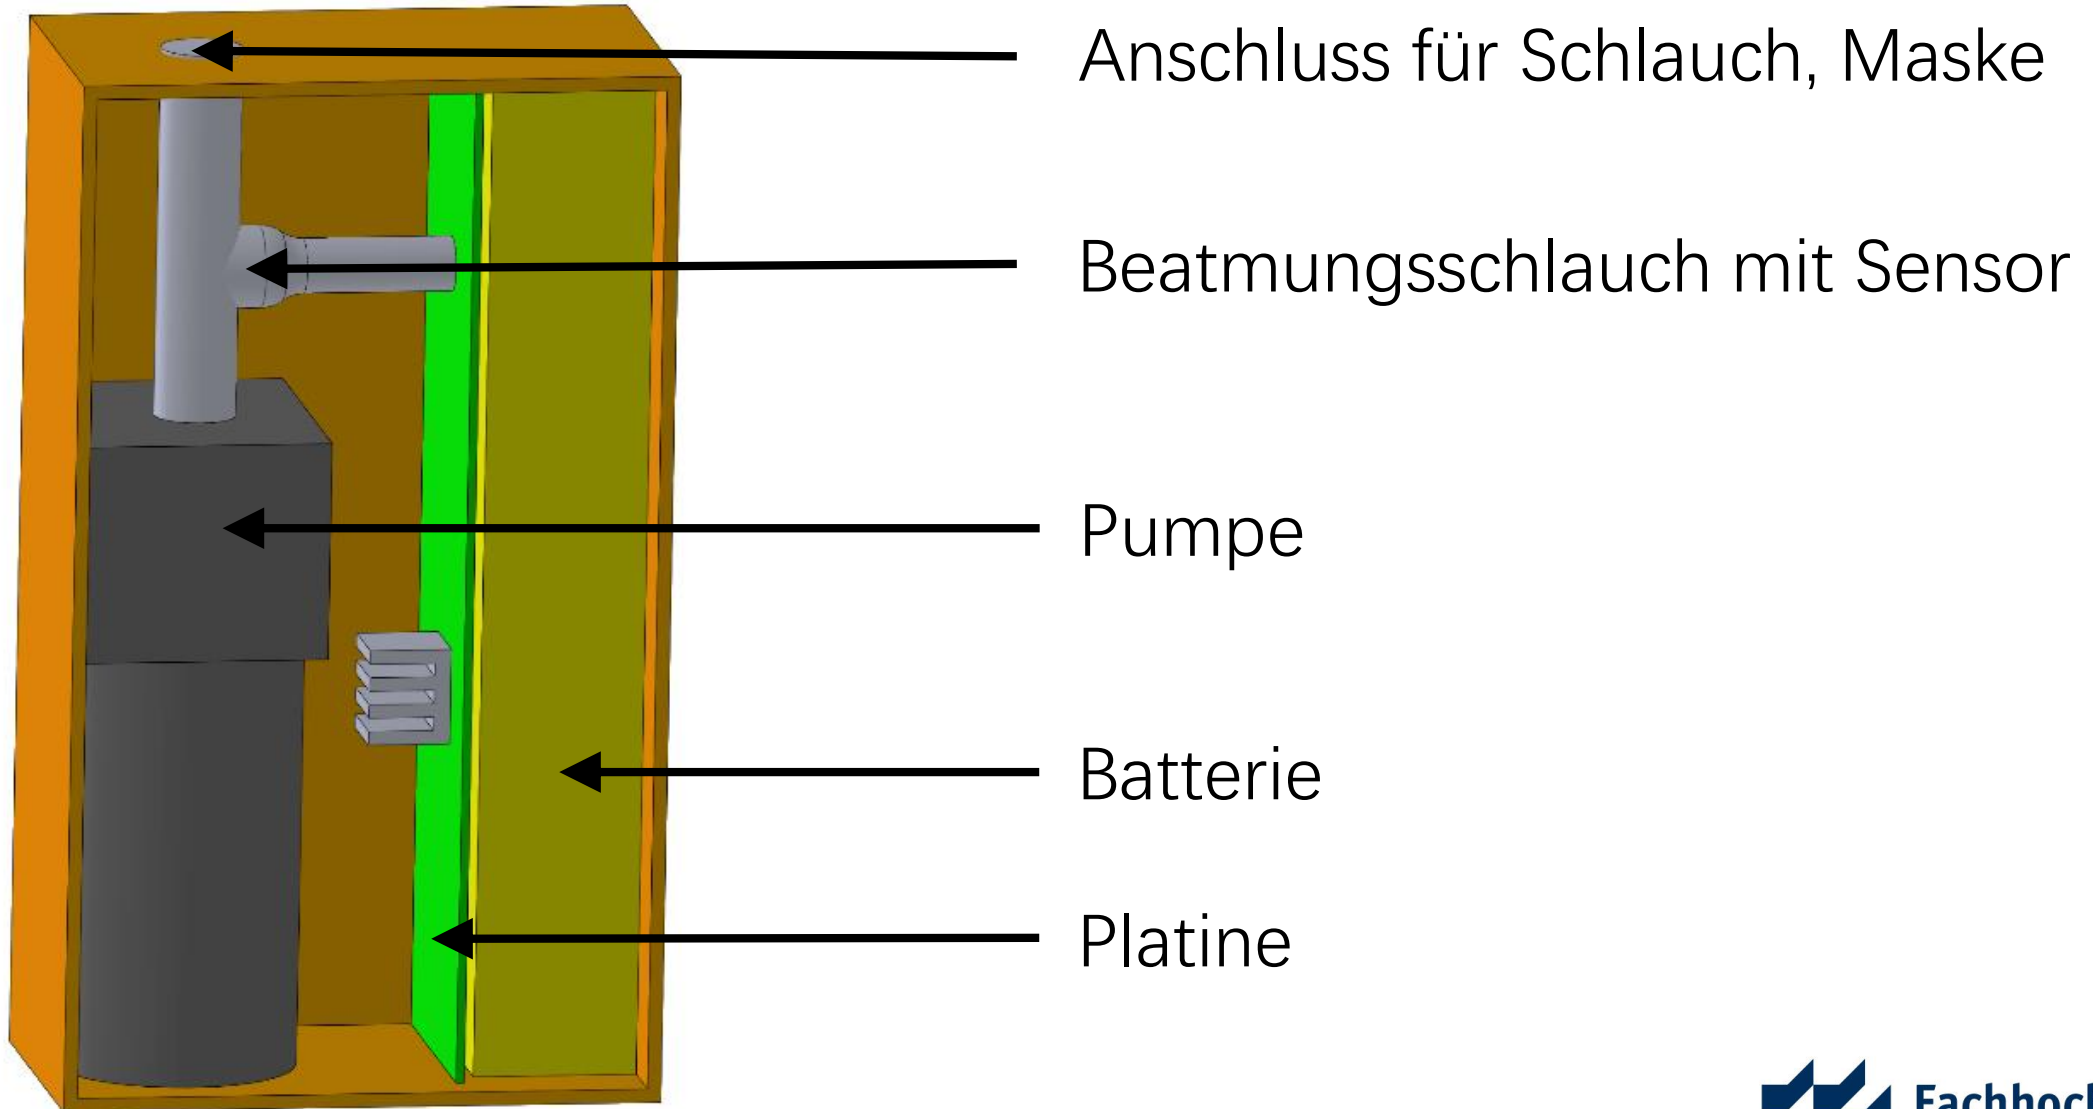 Anschluss für Schlauch, Maske
Beatmungsschlauch mit Sensor
Pumpe
Batterie
Platine